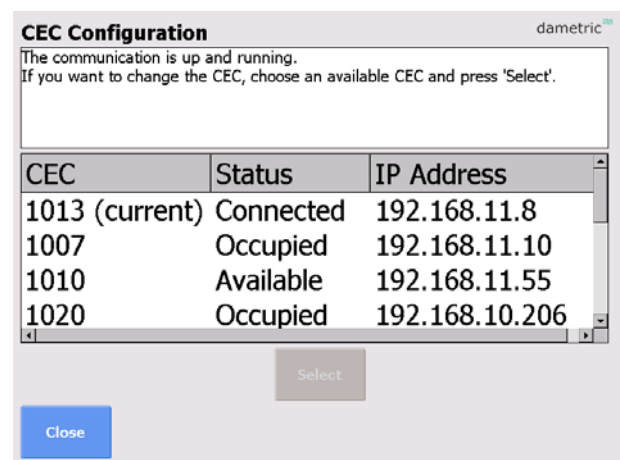 CEC Configuration
dametric
The communication is up and running.
If you want to change the CEC, choose an available CEC and press 'Select'.
CEC Status IP Address
1013 (current) Connected 192.168.11.8
1007 Occupied 192.168.11.10
1010 Available 192.168.11.55
1020 Occupied 192.168.10.206
Select
Close